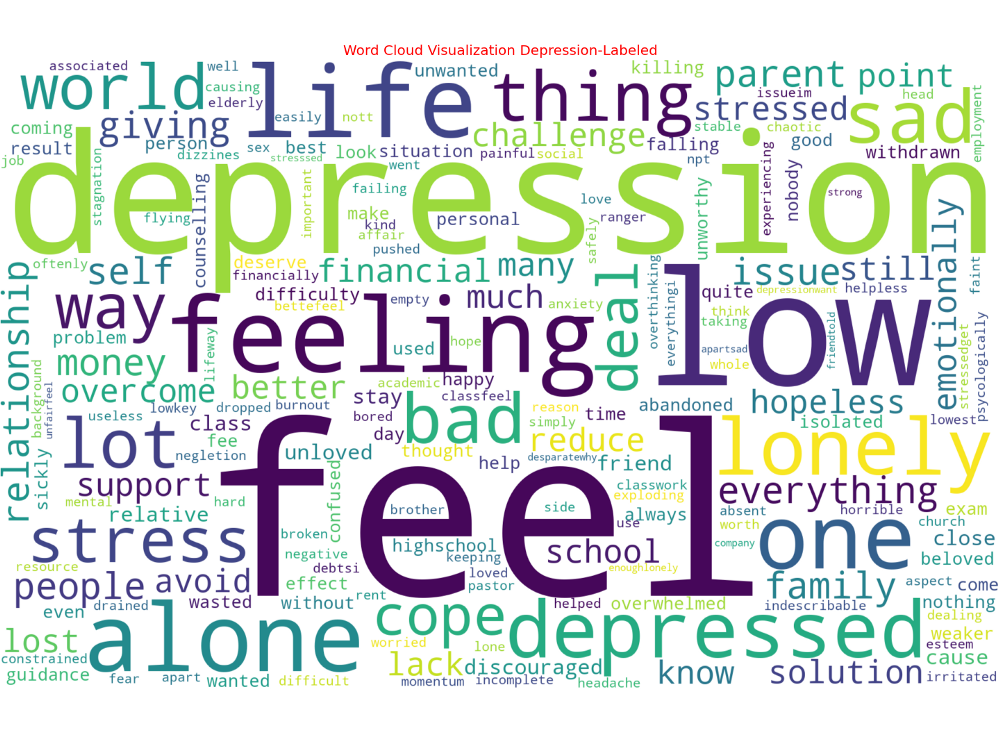 Word Cloud Visualization Depression-Labeled
associated well unwanted killing parent point
world causing life thing issueim head
elderly stressed sad employment
coming giving easily nott challenge stable chaotic
result person best look situation painful social falling good withdrawn
job dizzines sex stresssed went npt
depression
stagnation counselling important failing love experiencing nobody strong
flying make kind personal ranger unworthy
affair pushed safely
oftenly self deserve financial many overthinking issue still emotionally faint
relationship financially empty anxiety deal everythingi quite depressionwant helpless
way difficulty much low think
feeling bettefeel hope taking friendtold psycologically
problem lifeway used apartsad whole stressedget
money academic happy
background unfairfeel overcome better classfeel stay reason abandoned hopeless
useless lowkey dropped burnout bored bad simply time isolated lowest
lot class day
sickly fee unloved thought reduce lonely
negletion help desparatewhy friend
support confused feel classwork everything
mental hard brother exploding always absent horrible exam
relative side use worth church
stress broken highschool school company one close
resource negative keeping enoughlonely beloved
people avoid debtsi loved family aspect come
effect rent pastor
even drained wasted without helped overwhelmed indescribable nothing
alone cope depressed dealing
lost worried lone weaker
constrained lack discouraged know solution esteem cause
guidance fear apart wanted difficult momentum incomplete headache irritated